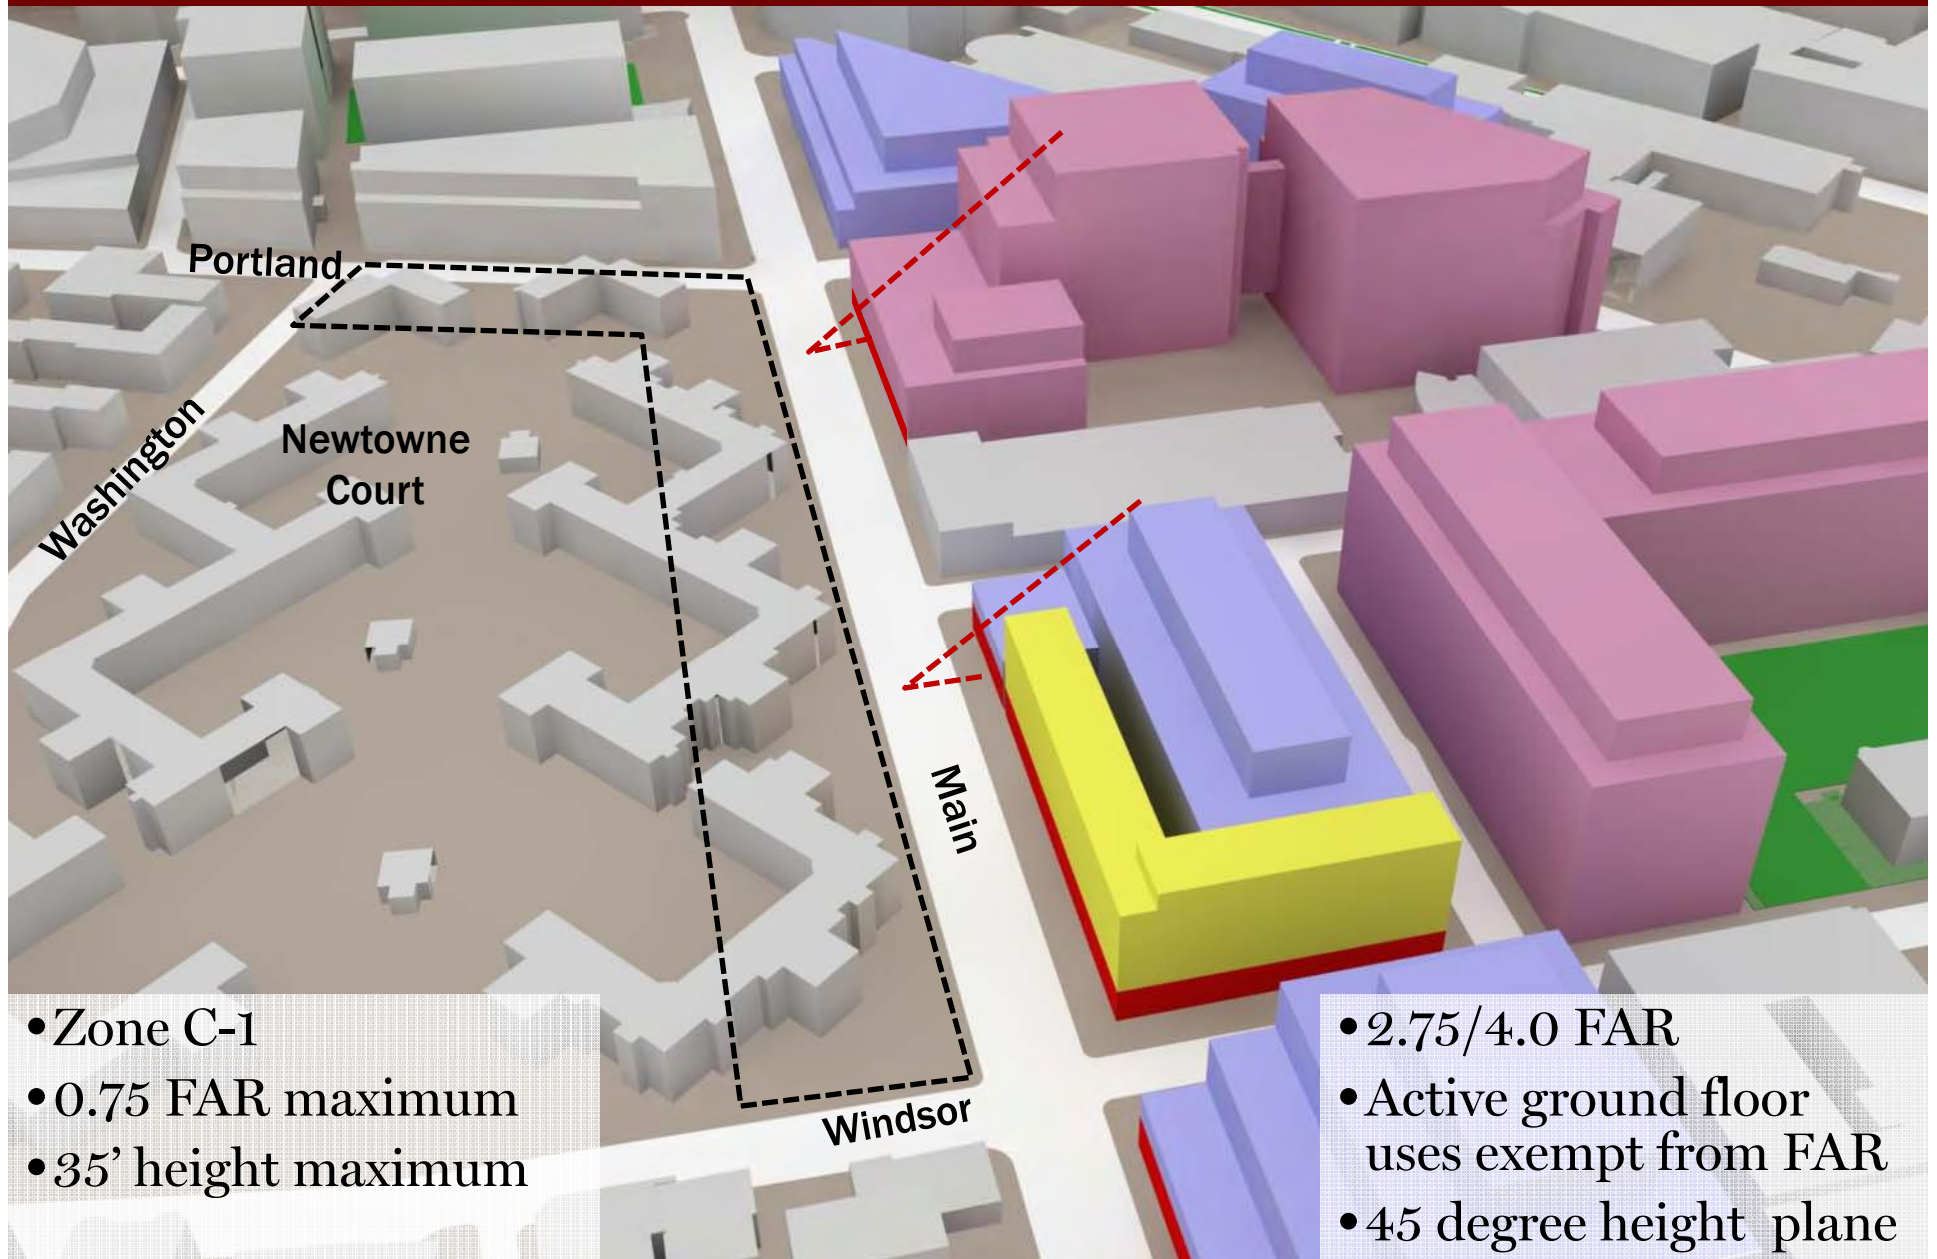 Portland
Washington
Newtowne
Court
Main
Windsor
•Zone C-1
•0.75 FAR maximum
•35’ height maximum
•2.75/4.0 FAR
•Active ground floor
uses exempt from FAR
•45 degree height plane